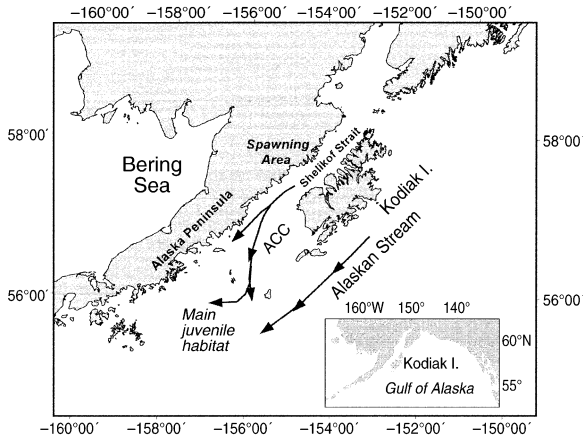 −160°00′ −158°00′ −156°00′ −154°00′ −152°00′ −150°00′
58°00′
58°00′
Spawning
Area
Shelikof Strait
Bering
Sea
Kodiak I.
Alaska Peninsula
ACC
Alaskan Stream
56°00′
56°00′
Main
juvenile
habitat
160°W 150° 140°
60°N
Kodiak I.
Gulf of Alaska
55°
−160°00′ −158°00′ −156°00′ −154°00′ −152°00′ −150°00′